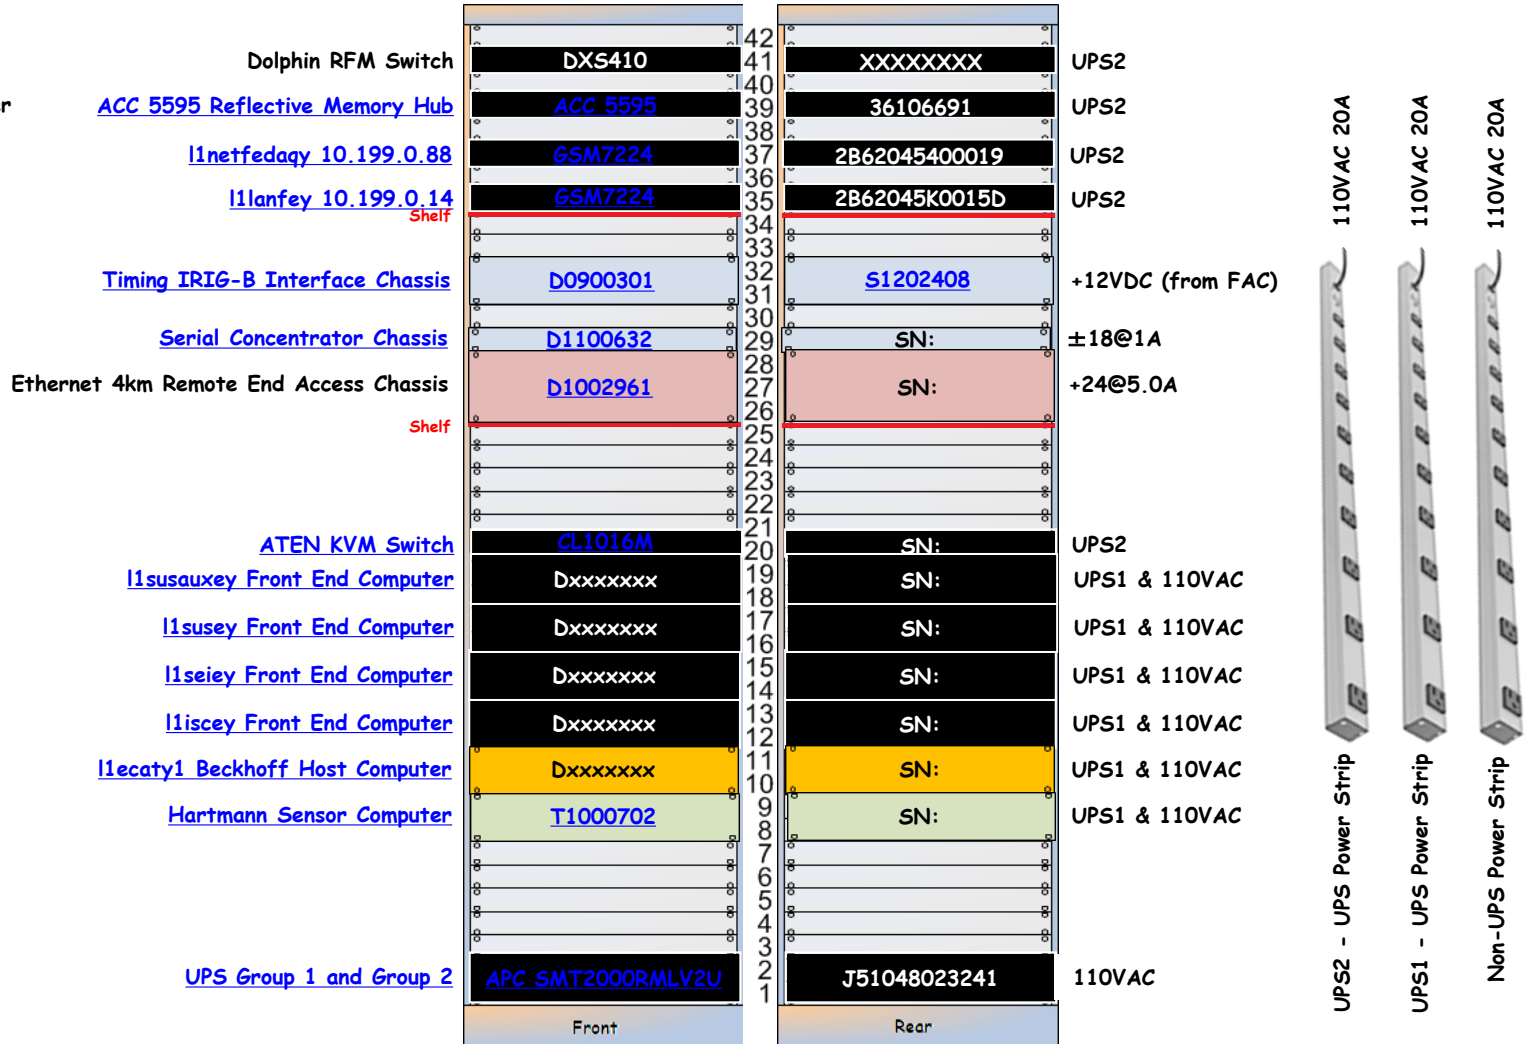 42
Dolphin RFM Switch DXS410 41 XXXXXXXX UPS2
40
er ACC 5595 Reflective Memory Hub ACC 5595 39 36106691 UPS2
38
l1netfedaqy 10.199.0.88 GSM7224 37 2B62045400019 UPS2
36
l1lanfey 10.199.0.14 GSM7224 35 2B62045K0015D UPS2
Shelf
34
33
Timing IRIG-B Interface Chassis D0900301 32 S1202408 +12VDC (from FAC)
31
30
Serial Concentrator Chassis D1100632 29 SN: ±18@1A
28
Ethernet 4km Remote End Access Chassis D1002961 27 SN: +24@5.0A
26
Shelf
25
24
23
22
21
ATEN KVM Switch CL1016M 20 SN: UPS2
l1susauxey Front End Computer Dxxxxxxx 19 SN: UPS1 & 110VAC
18
l1susey Front End Computer Dxxxxxxx 17 SN: UPS1 & 110VAC
16
l1seiey Front End Computer Dxxxxxxx 15 SN: UPS1 & 110VAC
14
l1iscey Front End Computer Dxxxxxxx 13 SN: UPS1 & 110VAC
12
l1ecaty1 Beckhoff Host Computer Dxxxxxxx 11 SN: UPS1 & 110VAC
10
Hartmann Sensor Computer T1000702 9 SN: UPS1 & 110VAC
8
7
6
5
4
3
UPS Group 1 and Group 2 APC SMT2000RMLV2U 2 J51048023241 110VAC
1
Front Rear
110VAC 20A
110VAC 20A
110VAC 20A
UPS2 - UPS Power Strip
UPS1 - UPS Power Strip
Non-UPS Power Strip